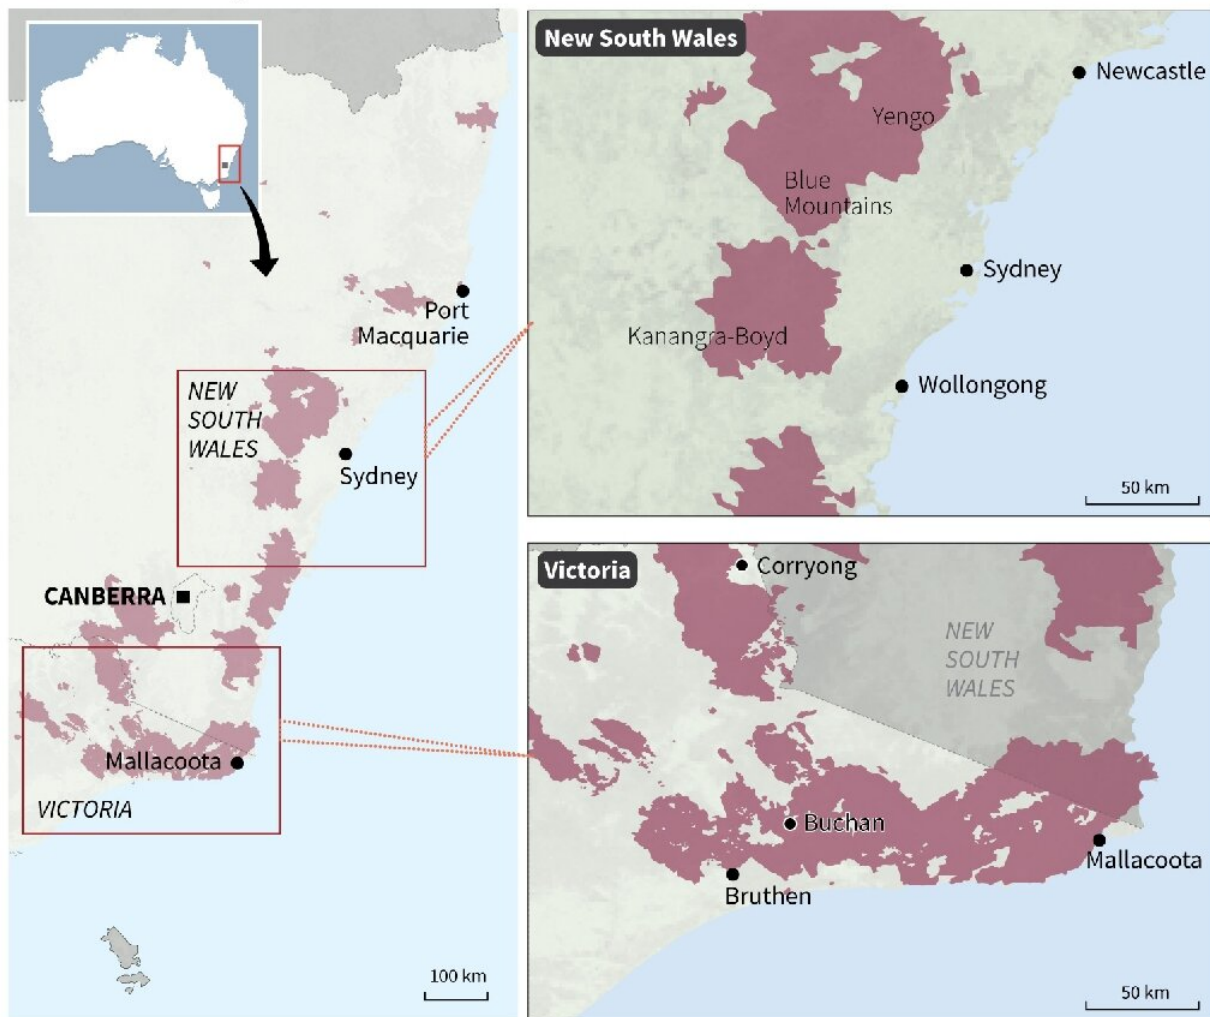 Port
Macquarie
NEW
SOUTH
WALES
Sydney
CANBERRA
Mallacoota
VICTORIA
100 km
New South Wales
Newcastle
Yengo
Blue
Mountains
Sydney
Kanangra-Boyd
Wollongong
50 km
Victoria
Corryong
NEW
SOUTH
WALES
Buchan
Mallacoota
Bruthen
50 km